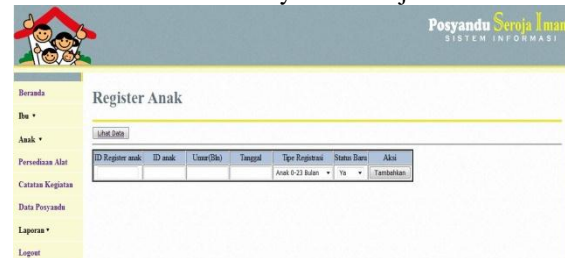 Posyandu Seroja Iman
SISTEM INFORMASI
Beranda
Ibu
Anak
Persediaan Alat
Catatan Kegiatan
Data Posyandu
Laporan
Logout
Register Anak
Lihat Data
ID Register anak ID anak Umur(Bln) Tanggal Tipe Registrasi Status Baru Aksi
Anak 0-23 Bulan Ya Tambahkan